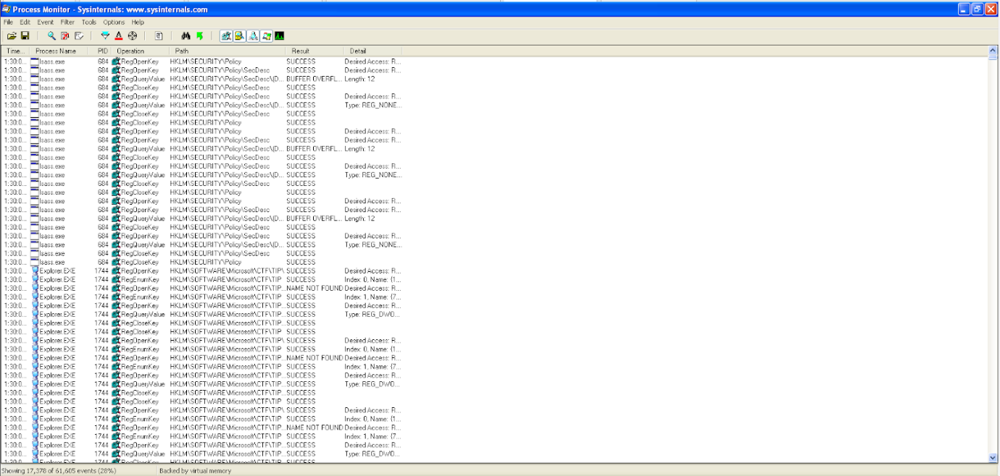 Process Monitor - Sysinternals: www.sysinternals.com
File Edit Event Filter Tools Options Help
Time... Process Name PID Operation Path Result Detail
1:30:0... lsass.exe 684 RegOpenKey HKLM\SECURITY\Policy SUCCESS Desired Access: R...
1:30:0... lsass.exe 684 RegOpenKey HKLM\SECURITY\Policy\SecDesc SUCCESS Desired Access: R...
1:30:0... lsass.exe 684 RegQueryValue HKLM\SECURITY\Policy\SecDesc\(D... BUFFER OVERFL... Length: 12
1:30:0... lsass.exe 684 RegCloseKey HKLM\SECURITY\Policy\SecDesc SUCCESS
1:30:0... lsass.exe 684 RegOpenKey HKLM\SECURITY\Policy\SecDesc SUCCESS Desired Access: R...
1:30:0... lsass.exe 684 RegQueryValue HKLM\SECURITY\Policy\SecDesc\(D... SUCCESS Type: REG_NONE...
1:30:0... lsass.exe 684 RegCloseKey HKLM\SECURITY\Policy\SecDesc SUCCESS
1:30:0... lsass.exe 684 RegCloseKey HKLM\SECURITY\Policy SUCCESS
1:30:0... lsass.exe 684 RegOpenKey HKLM\SECURITY\Policy SUCCESS Desired Access: R...
1:30:0... lsass.exe 684 RegOpenKey HKLM\SECURITY\Policy\SecDesc SUCCESS Desired Access: R...
1:30:0... lsass.exe 684 RegQueryValue HKLM\SECURITY\Policy\SecDesc\(D... BUFFER OVERFL... Length: 12
1:30:0... lsass.exe 684 RegCloseKey HKLM\SECURITY\Policy\SecDesc SUCCESS
1:30:0... lsass.exe 684 RegOpenKey HKLM\SECURITY\Policy\SecDesc SUCCESS Desired Access: R...
1:30:0... lsass.exe 684 RegQueryValue HKLM\SECURITY\Policy\SecDesc\(D... SUCCESS Type: REG_NONE...
1:30:0... lsass.exe 684 RegCloseKey HKLM\SECURITY\Policy\SecDesc SUCCESS
1:30:0... lsass.exe 684 RegCloseKey HKLM\SECURITY\Policy SUCCESS
1:30:0... lsass.exe 684 RegOpenKey HKLM\SECURITY\Policy SUCCESS Desired Access: R...
1:30:0... lsass.exe 684 RegOpenKey HKLM\SECURITY\Policy\SecDesc SUCCESS Desired Access: R...
1:30:0... lsass.exe 684 RegQueryValue HKLM\SECURITY\Policy\SecDesc\(D... BUFFER OVERFL... Length: 12
1:30:0... lsass.exe 684 RegCloseKey HKLM\SECURITY\Policy\SecDesc SUCCESS
1:30:0... lsass.exe 684 RegOpenKey HKLM\SECURITY\Policy\SecDesc SUCCESS Desired Access: R...
1:30:0... lsass.exe 684 RegQueryValue HKLM\SECURITY\Policy\SecDesc\(D... SUCCESS Type: REG_NONE...
1:30:0... lsass.exe 684 RegCloseKey HKLM\SECURITY\Policy\SecDesc SUCCESS
1:30:0... lsass.exe 684 RegCloseKey HKLM\SECURITY\Policy SUCCESS
1:30:0... Explorer.EXE 1744 RegOpenKey HKLM\SOFTWARE\Microsoft\CTF\TIP\ SUCCESS Desired Access: R...
1:30:0... Explorer.EXE 1744 RegEnumKey HKLM\SOFTWARE\Microsoft\CTF\TIP... SUCCESS Index: 0, Name: {1...
1:30:0... Explorer.EXE 1744 RegOpenKey HKLM\SOFTWARE\Microsoft\CTF\TIP... NAME NOT FOUND Desired Access: R...
1:30:0... Explorer.EXE 1744 RegEnumKey HKLM\SOFTWARE\Microsoft\CTF\TIP... SUCCESS Index: 1, Name: {7...
1:30:0... Explorer.EXE 1744 RegOpenKey HKLM\SOFTWARE\Microsoft\CTF\TIP... SUCCESS Desired Access: R...
1:30:0... Explorer.EXE 1744 RegQueryValue HKLM\SOFTWARE\Microsoft\CTF\TIP... SUCCESS Type: REG_DWO...
1:30:0... Explorer.EXE 1744 RegCloseKey HKLM\SOFTWARE\Microsoft\CTF\TIP... SUCCESS
1:30:0... Explorer.EXE 1744 RegCloseKey HKLM\SOFTWARE\Microsoft\CTF\TIP... SUCCESS
1:30:0... Explorer.EXE 1744 RegOpenKey HKLM\SOFTWARE\Microsoft\CTF\TIP\ SUCCESS Desired Access: R...
1:30:0... Explorer.EXE 1744 RegEnumKey HKLM\SOFTWARE\Microsoft\CTF\TIP... SUCCESS Index: 0, Name: {1...
1:30:0... Explorer.EXE 1744 RegOpenKey HKLM\SOFTWARE\Microsoft\CTF\TIP... NAME NOT FOUND Desired Access: R...
1:30:0... Explorer.EXE 1744 RegEnumKey HKLM\SOFTWARE\Microsoft\CTF\TIP... SUCCESS Index: 1, Name: {7...
1:30:0... Explorer.EXE 1744 RegOpenKey HKLM\SOFTWARE\Microsoft\CTF\TIP... SUCCESS Desired Access: R...
1:30:0... Explorer.EXE 1744 RegQueryValue HKLM\SOFTWARE\Microsoft\CTF\TIP... SUCCESS Type: REG_DWO...
1:30:0... Explorer.EXE 1744 RegCloseKey HKLM\SOFTWARE\Microsoft\CTF\TIP... SUCCESS
1:30:0... Explorer.EXE 1744 RegCloseKey HKLM\SOFTWARE\Microsoft\CTF\TIP... SUCCESS
1:30:0... Explorer.EXE 1744 RegOpenKey HKLM\SOFTWARE\Microsoft\CTF\TIP\ SUCCESS Desired Access: R...
1:30:0... Explorer.EXE 1744 RegEnumKey HKLM\SOFTWARE\Microsoft\CTF\TIP... SUCCESS Index: 0, Name: {1...
1:30:0... Explorer.EXE 1744 RegOpenKey HKLM\SOFTWARE\Microsoft\CTF\TIP... NAME NOT FOUND Desired Access: R...
1:30:0... Explorer.EXE 1744 RegEnumKey HKLM\SOFTWARE\Microsoft\CTF\TIP... SUCCESS Index: 1, Name: {7...
1:30:0... Explorer.EXE 1744 RegOpenKey HKLM\SOFTWARE\Microsoft\CTF\TIP... SUCCESS Desired Access: R...
1:30:0... Explorer.EXE 1744 RegQueryValue HKLM\SOFTWARE\Microsoft\CTF\TIP... SUCCESS Type: REG_DWO...
1:30:0... Explorer.EXE 1744 RegCloseKey HKLM\SOFTWARE\Microsoft\CTF\TIP... SUCCESS
Showing 17,378 of 61,605 events (28%) Backed by virtual memory